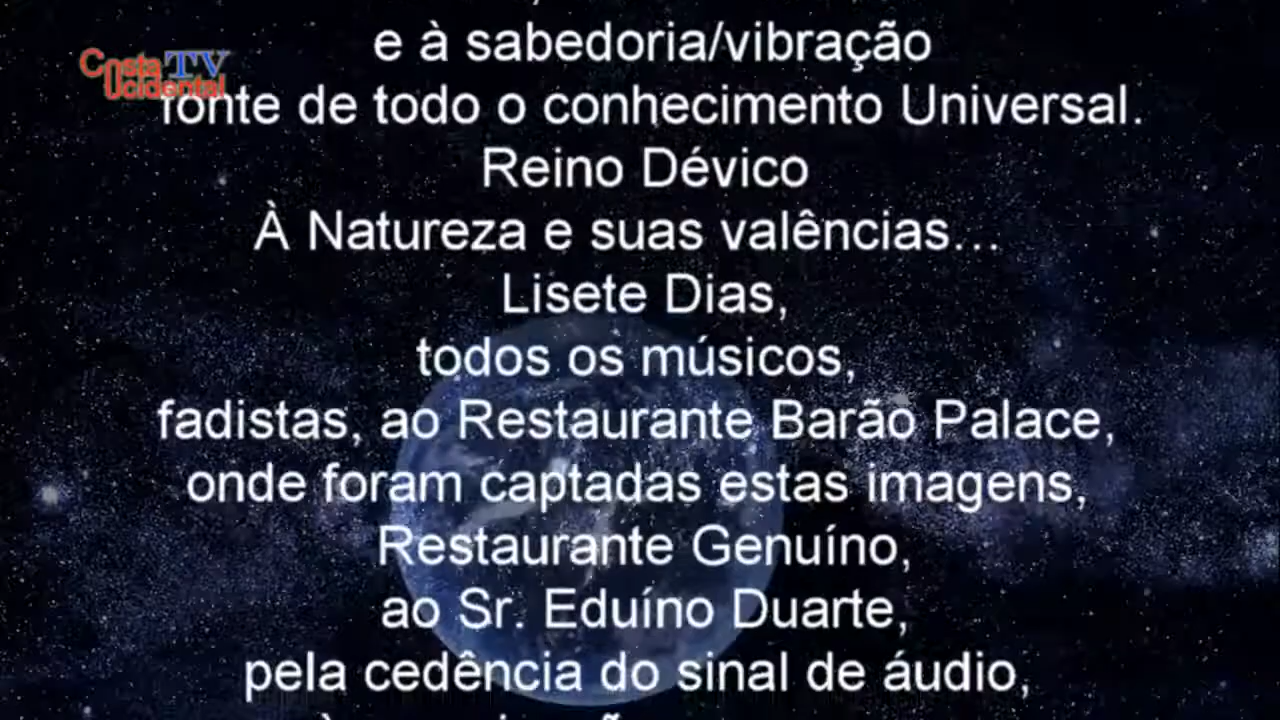 e à sabedoria/vibração
Costa TV
Ocidental
fonte de todo o conhecimento Universal.
Reino Dévico
À Natureza e suas valências...
Lisete Dias,
todos os músicos,
fadistas, ao Restaurante Barão Palace,
onde foram captadas estas imagens,
Restaurante Genuíno,
ao Sr. Eduíno Duarte,
pela cedência do sinal de áudio,